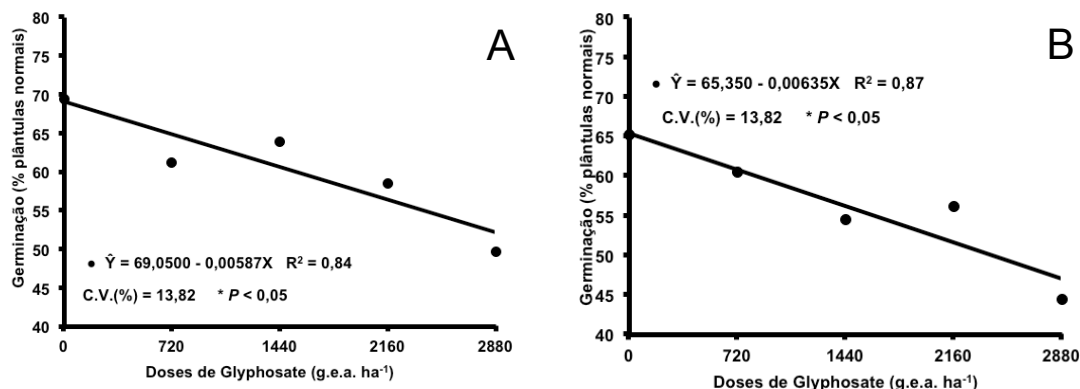 A
Germinação (% plântulas normais)
80
75
70
65
60
55
50
45
40
● Ŷ = 69,0500 - 0,00587X R² = 0,84
C.V.(%) = 13,82 * P < 0,05
0 720 1440 2160 2880
Doses de Glyphosate (g.e.a. ha⁻¹)
B
Germinação (% plântulas normais)
80
75
70
65
60
55
50
45
40
● Ŷ = 65,350 - 0,00635X R² = 0,87
C.V.(%) = 13,82 * P < 0,05
0 720 1440 2160 2880
Doses de Glyphosate (g.e.a. ha⁻¹)